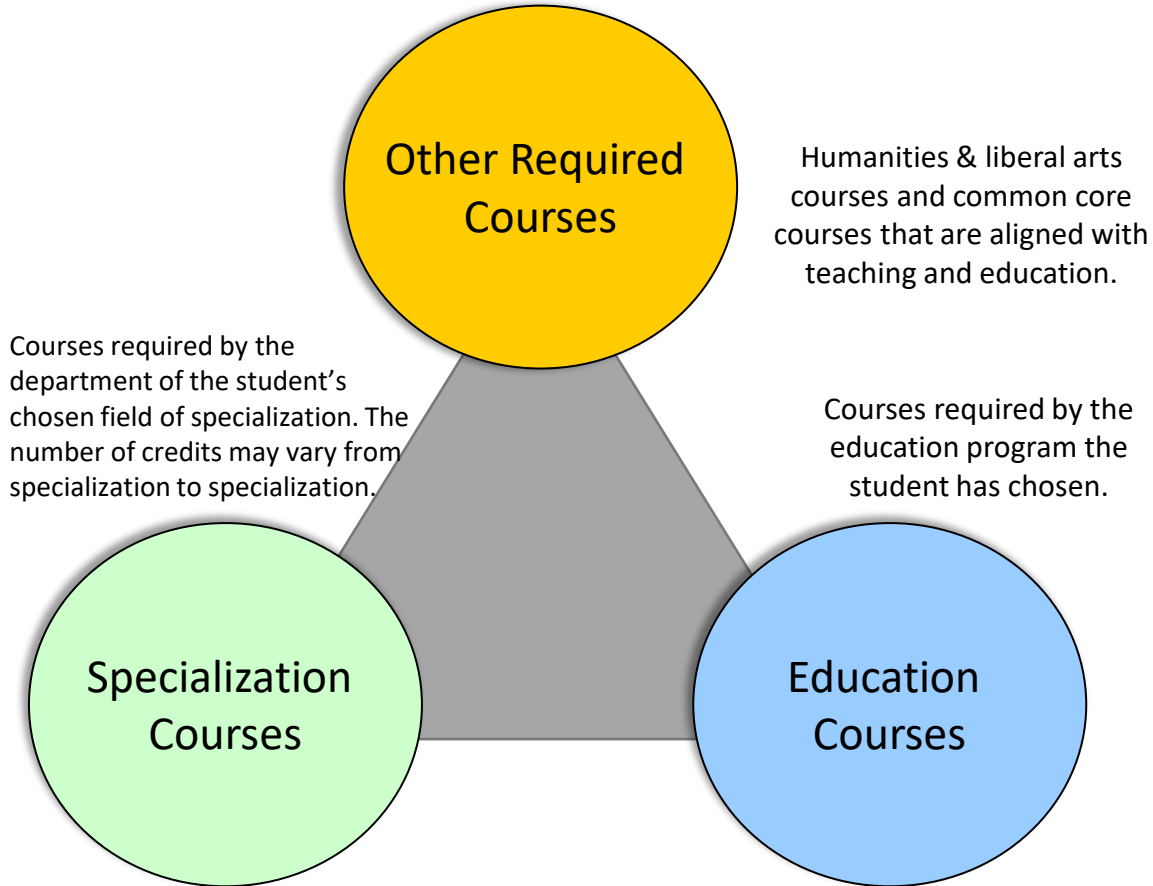 Other Required
Courses
Humanities & liberal arts
courses and common core
courses that are aligned with
teaching and education.
Courses required by the
department of the student’s
chosen field of specialization. The
number of credits may vary from
specialization to specialization.
Courses required by the
education program the
student has chosen.
Specialization
Courses
Education
Courses